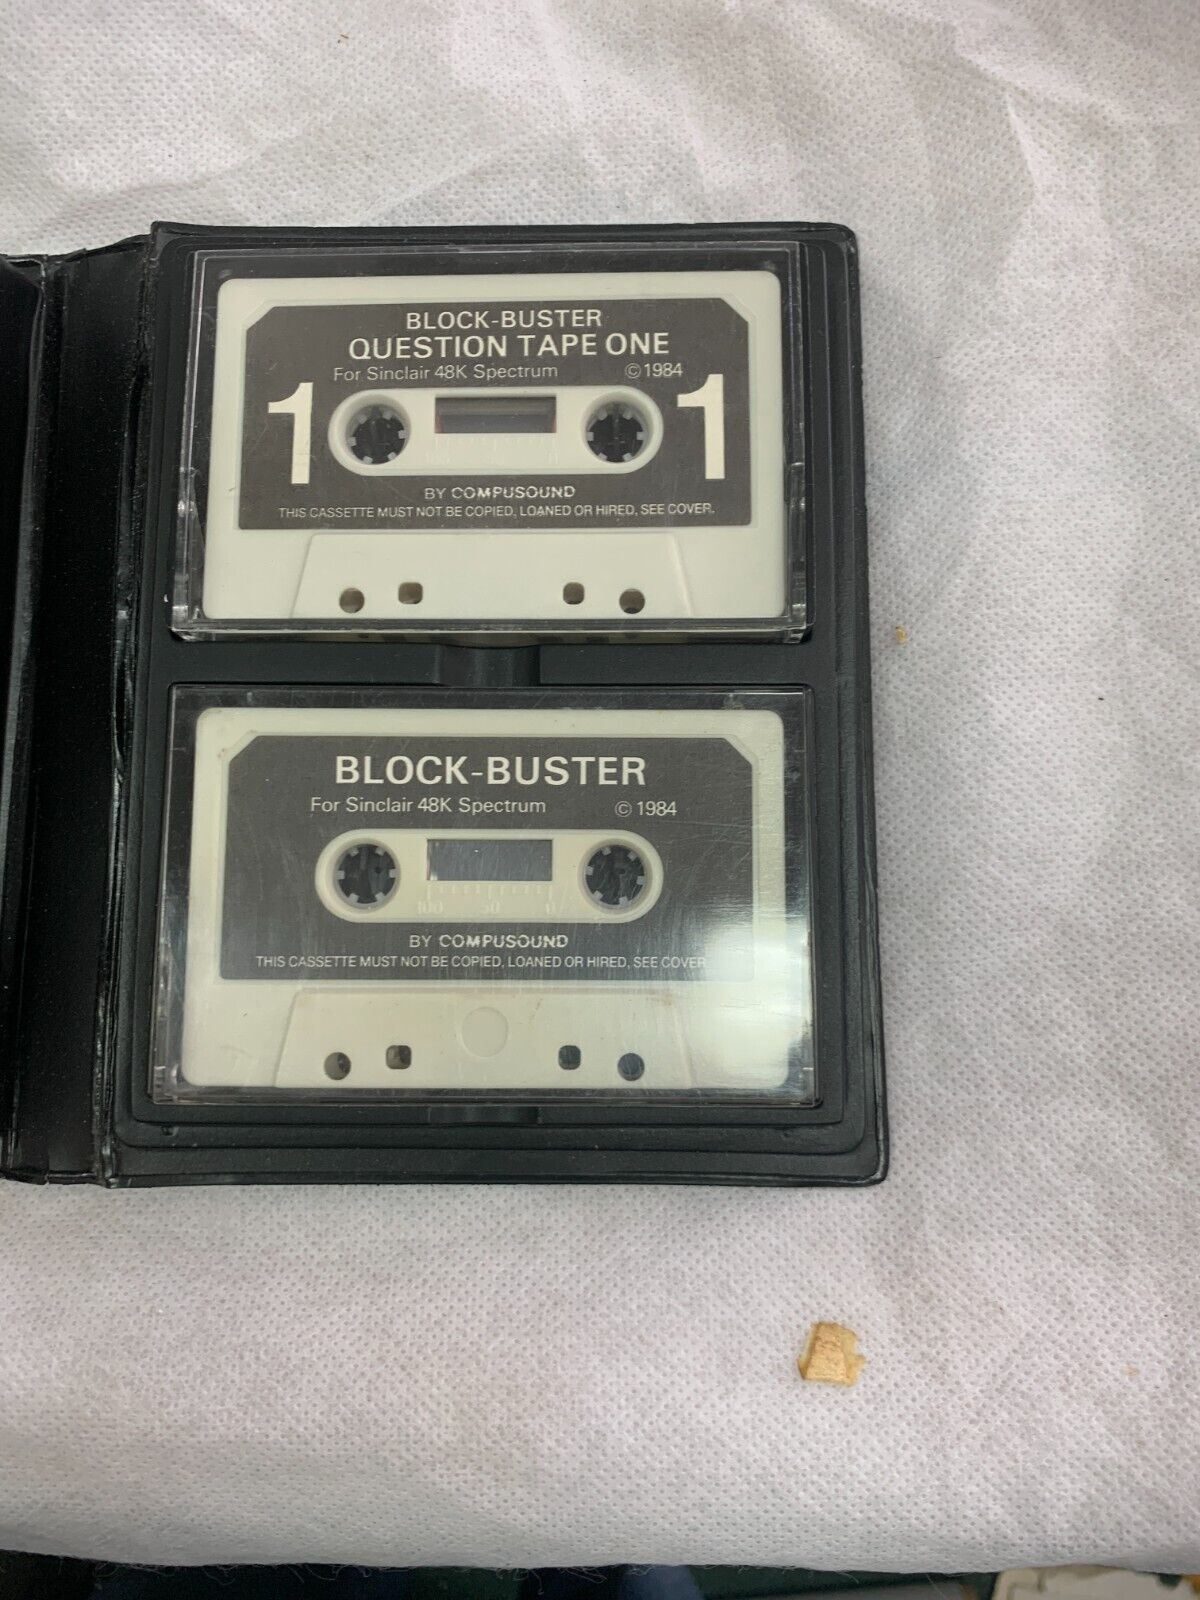 BLOCK-BUSTER
QUESTION TAPE ONE
For Sinclair 48K Spectrum © 1984
1 1
BY COMPUSOUND
THIS CASSETTE MUST NOT BE COPIED, LOANED OR HIRED, SEE COVER.
BLOCK-BUSTER
For Sinclair 48K Spectrum © 1984
100 50 0
BY COMPUSOUND
THIS CASSETTE MUST NOT BE COPIED, LOANED OR HIRED, SEE COVER